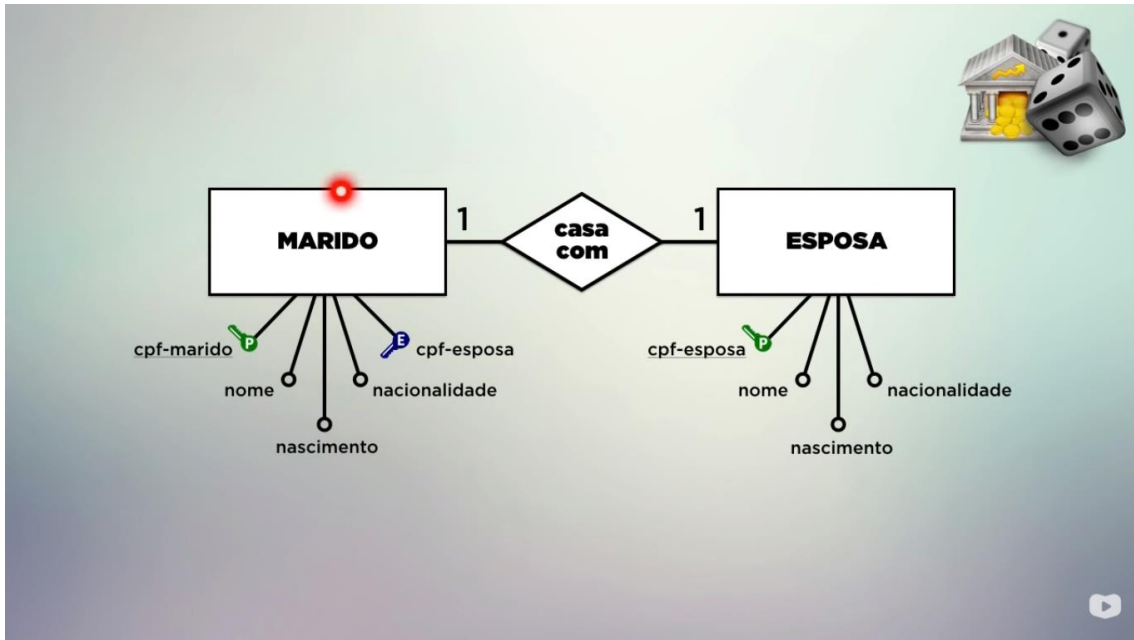 MARIDO
1
casa
com
1
ESPOSA
cpf-marido
P
E
cpf-esposa
nome
nacionalidade
nascimento
cpf-esposa
P
nome
nacionalidade
nascimento